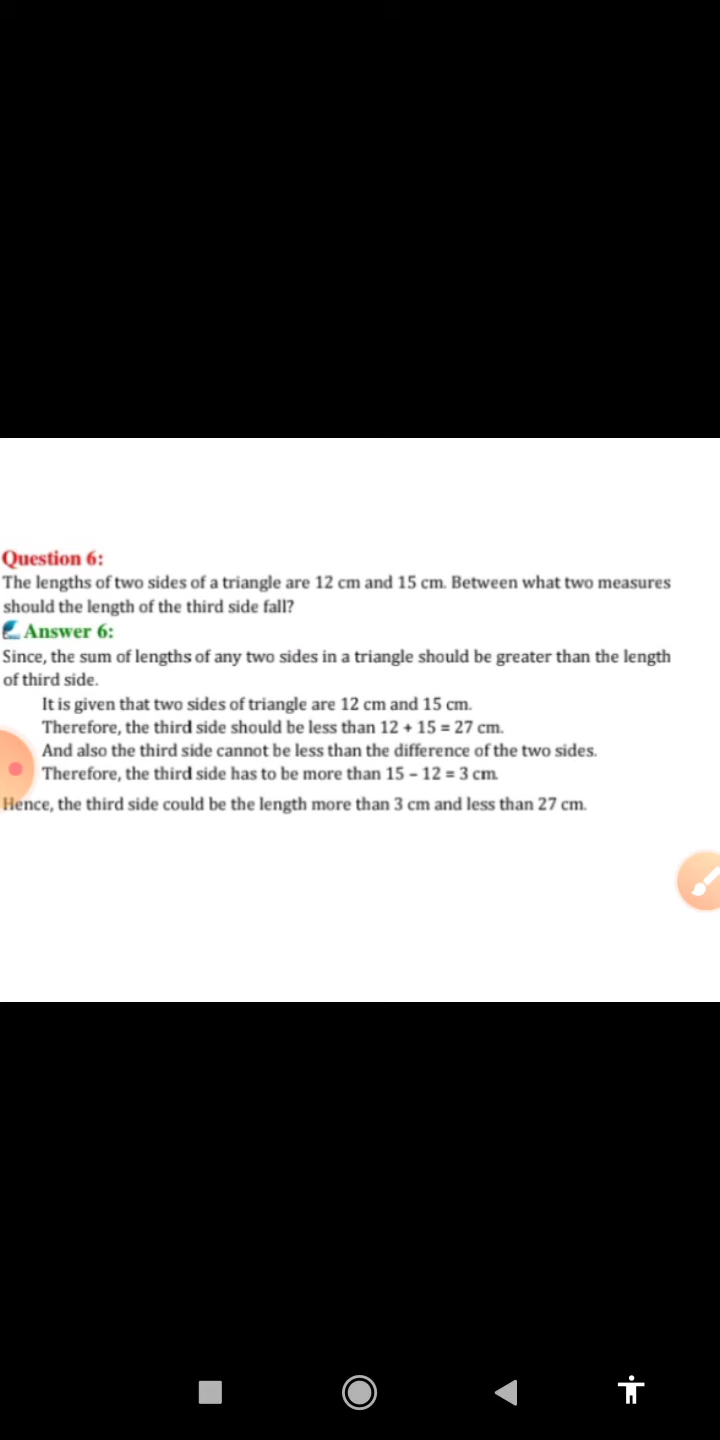 Question 6:
The lengths of two sides of a triangle are 12 cm and 15 cm. Between what two measures
should the length of the third side fall?
Answer 6:
Since, the sum of lengths of any two sides in a triangle should be greater than the length
of third side.
It is given that two sides of triangle are 12 cm and 15 cm.
Therefore, the third side should be less than 12 + 15 = 27 cm.
And also the third side cannot be less than the difference of the two sides.
Therefore, the third side has to be more than 15 – 12 = 3 cm.
Hence, the third side could be the length more than 3 cm and less than 27 cm.